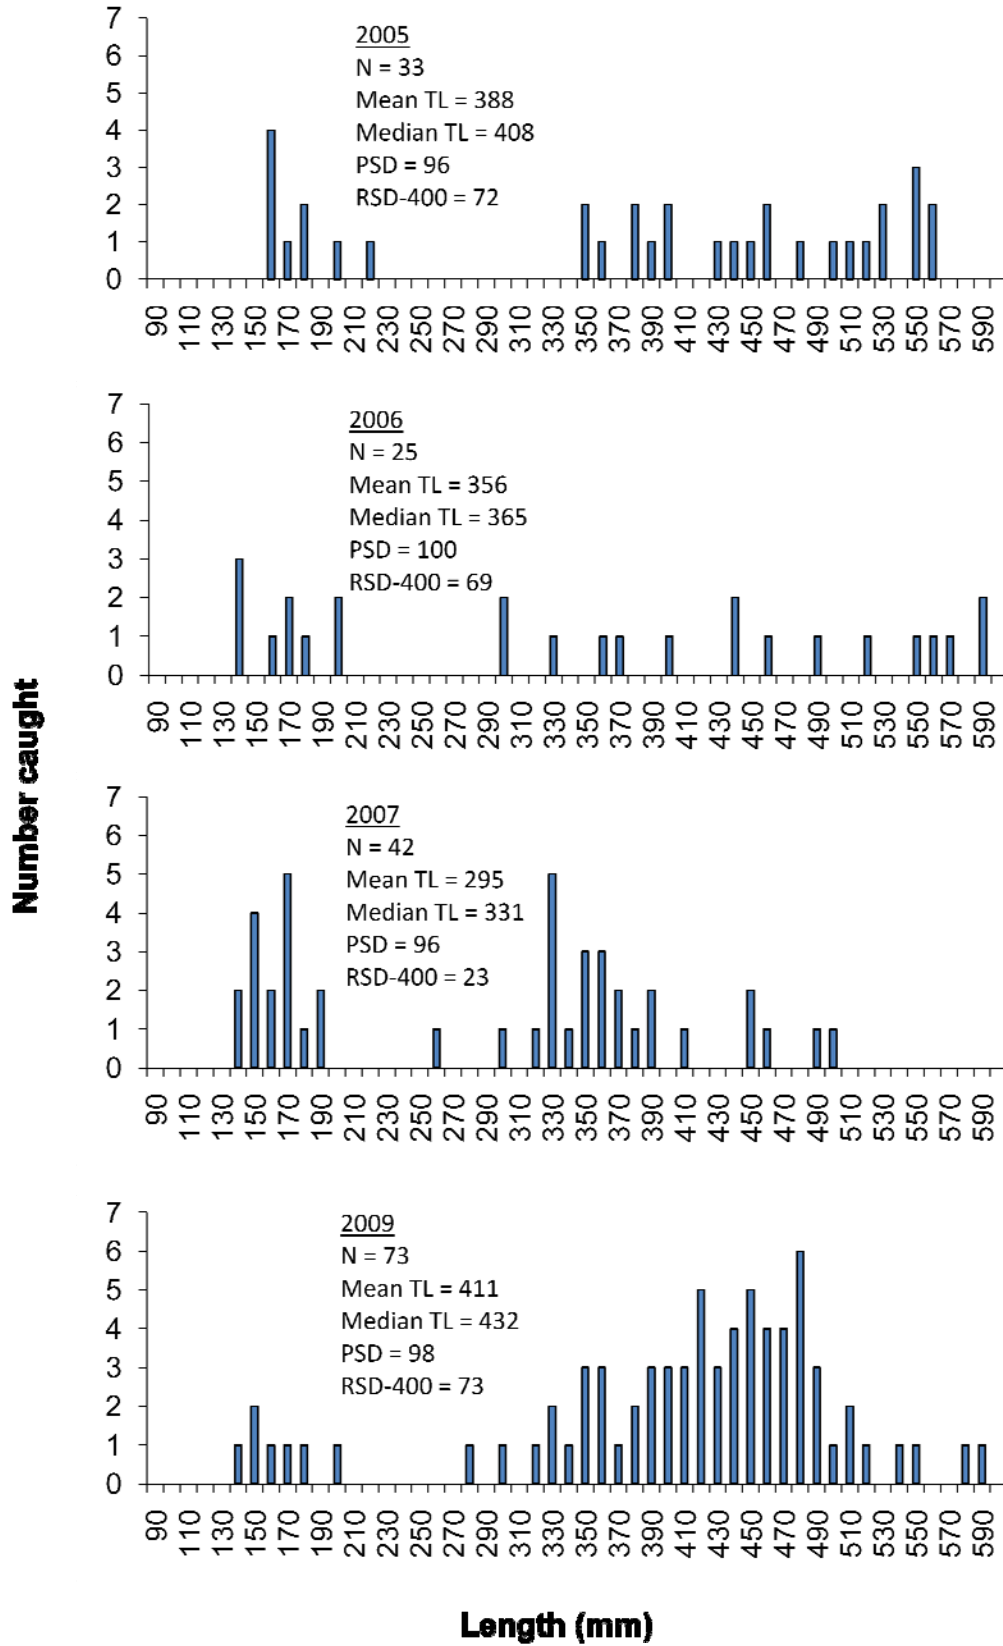 7
6
5
4
3
2
1
0
2005
N = 33
Mean TL = 388
Median TL = 408
PSD = 96
RSD-400 = 72
90 110 130 150 170 190 210 230 250 270 290 310 330 350 370 390 410 430 450 470 490 510 530 550 570 590
7
6
5
4
3
2
1
0
2006
N = 25
Mean TL = 356
Median TL = 365
PSD = 100
RSD-400 = 69
90 110 130 150 170 190 210 230 250 270 290 310 330 350 370 390 410 430 450 470 490 510 530 550 570 590
Number caught
7
6
5
4
3
2
1
0
2007
N = 42
Mean TL = 295
Median TL = 331
PSD = 96
RSD-400 = 23
90 110 130 150 170 190 210 230 250 270 290 310 330 350 370 390 410 430 450 470 490 510 530 550 570 590
7
6
5
4
3
2
1
0
2009
N = 73
Mean TL = 411
Median TL = 432
PSD = 98
RSD-400 = 73
90 110 130 150 170 190 210 230 250 270 290 310 330 350 370 390 410 430 450 470 490 510 530 550 570 590
Length (mm)